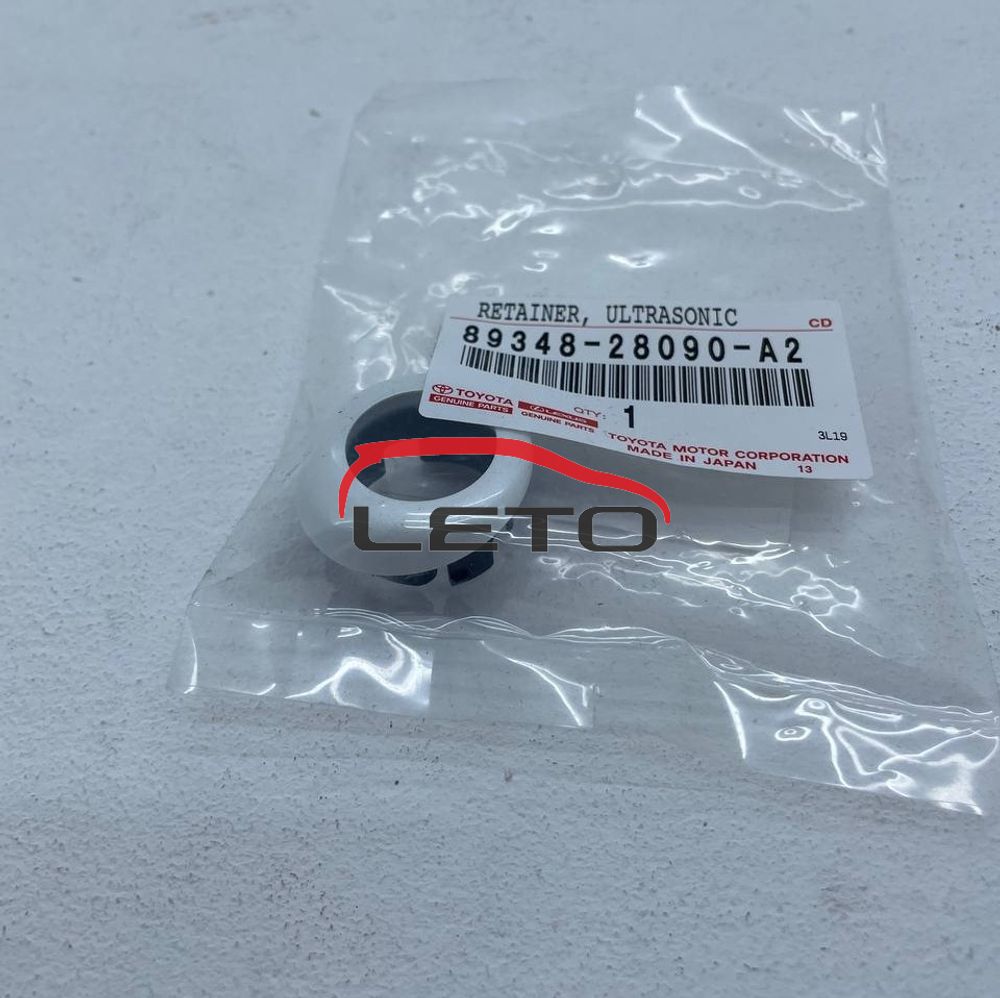 RETAINER, ULTRASONIC
CD
89348-28090-A2
TOYOTA
GENUINE PARTS
LEXUS
GENUINE PARTS
QTY: 1
3L19
TOYOTA MOTOR CORPORATION
MADE IN JAPAN 13
LETO